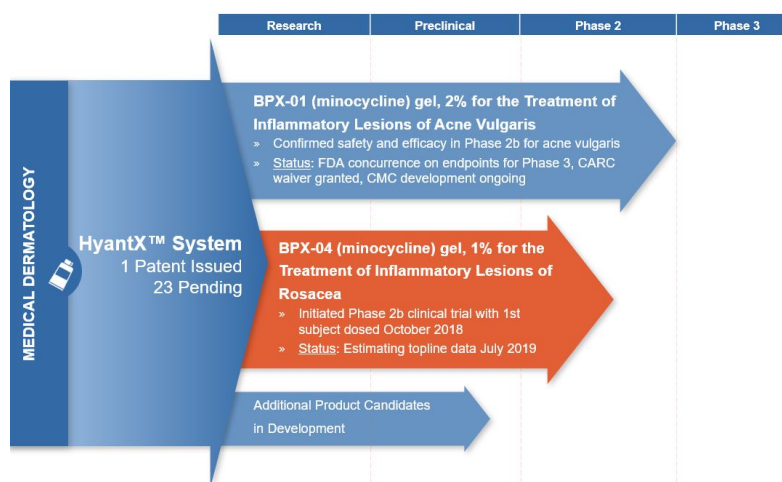 Research
Preclinical
Phase 2
Phase 3
MEDICAL DERMATOLOGY
HyantX™ System
1 Patent Issued
23 Pending
BPX-01 (minocycline) gel, 2% for the Treatment of
Inflammatory Lesions of Acne Vulgaris
» Confirmed safety and efficacy in Phase 2b for acne vulgaris
» Status: FDA concurrence on endpoints for Phase 3, CARC
waiver granted, CMC development ongoing
BPX-04 (minocycline) gel, 1% for the
Treatment of Inflammatory Lesions of
Rosacea
» Initiated Phase 2b clinical trial with 1st
subject dosed October 2018
» Status: Estimating topline data July 2019
Additional Product Candidates
in Development